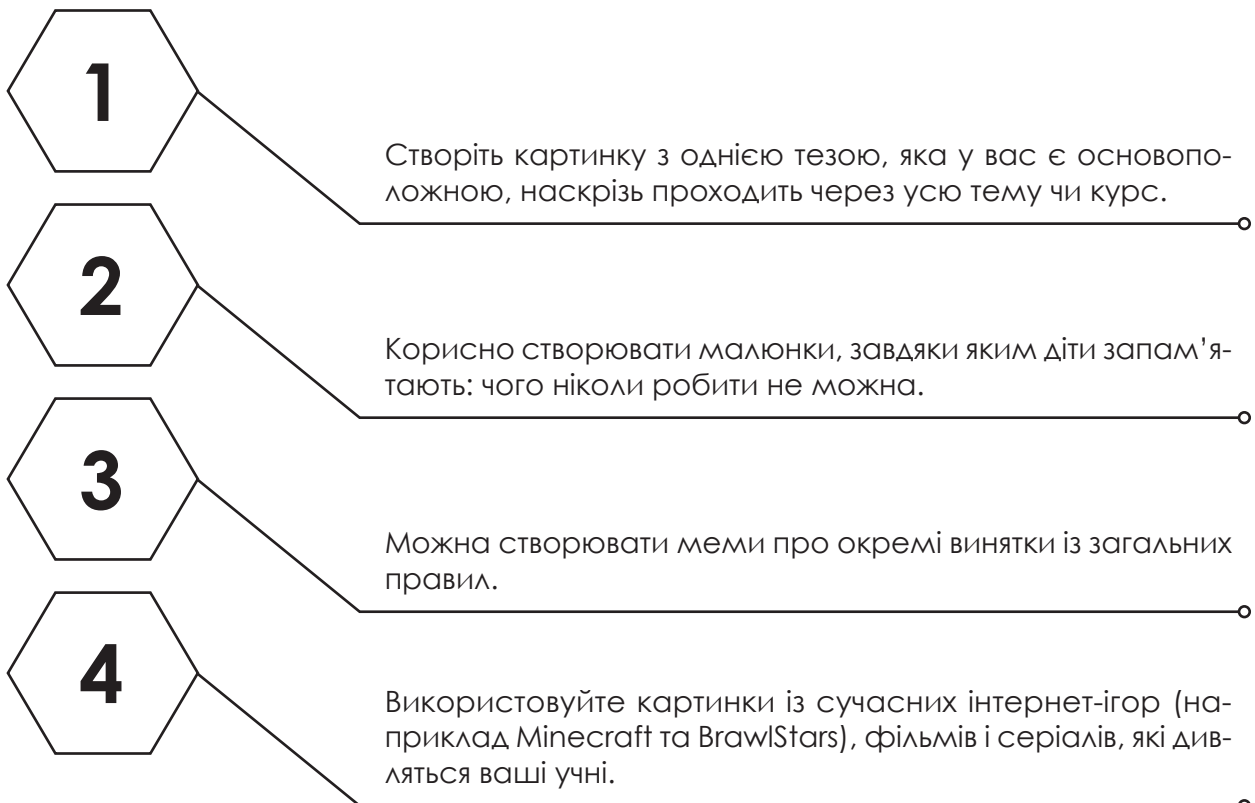 1
Створіть картинку з однією тезою, яка у вас є основопо-
ложною, наскрізь проходить через усю тему чи курс.
2
Корисно створювати малюнки, завдяки яким діти запам’я-
тають: чого ніколи робити не можна.
3
Можна створювати меми про окремі винятки із загальних
правил.
4
Використовуйте картинки із сучасних інтернет-ігор (на-
приклад Minecraft та BrawlStars), фільмів і серіалів, які див-
ляться ваші учні.